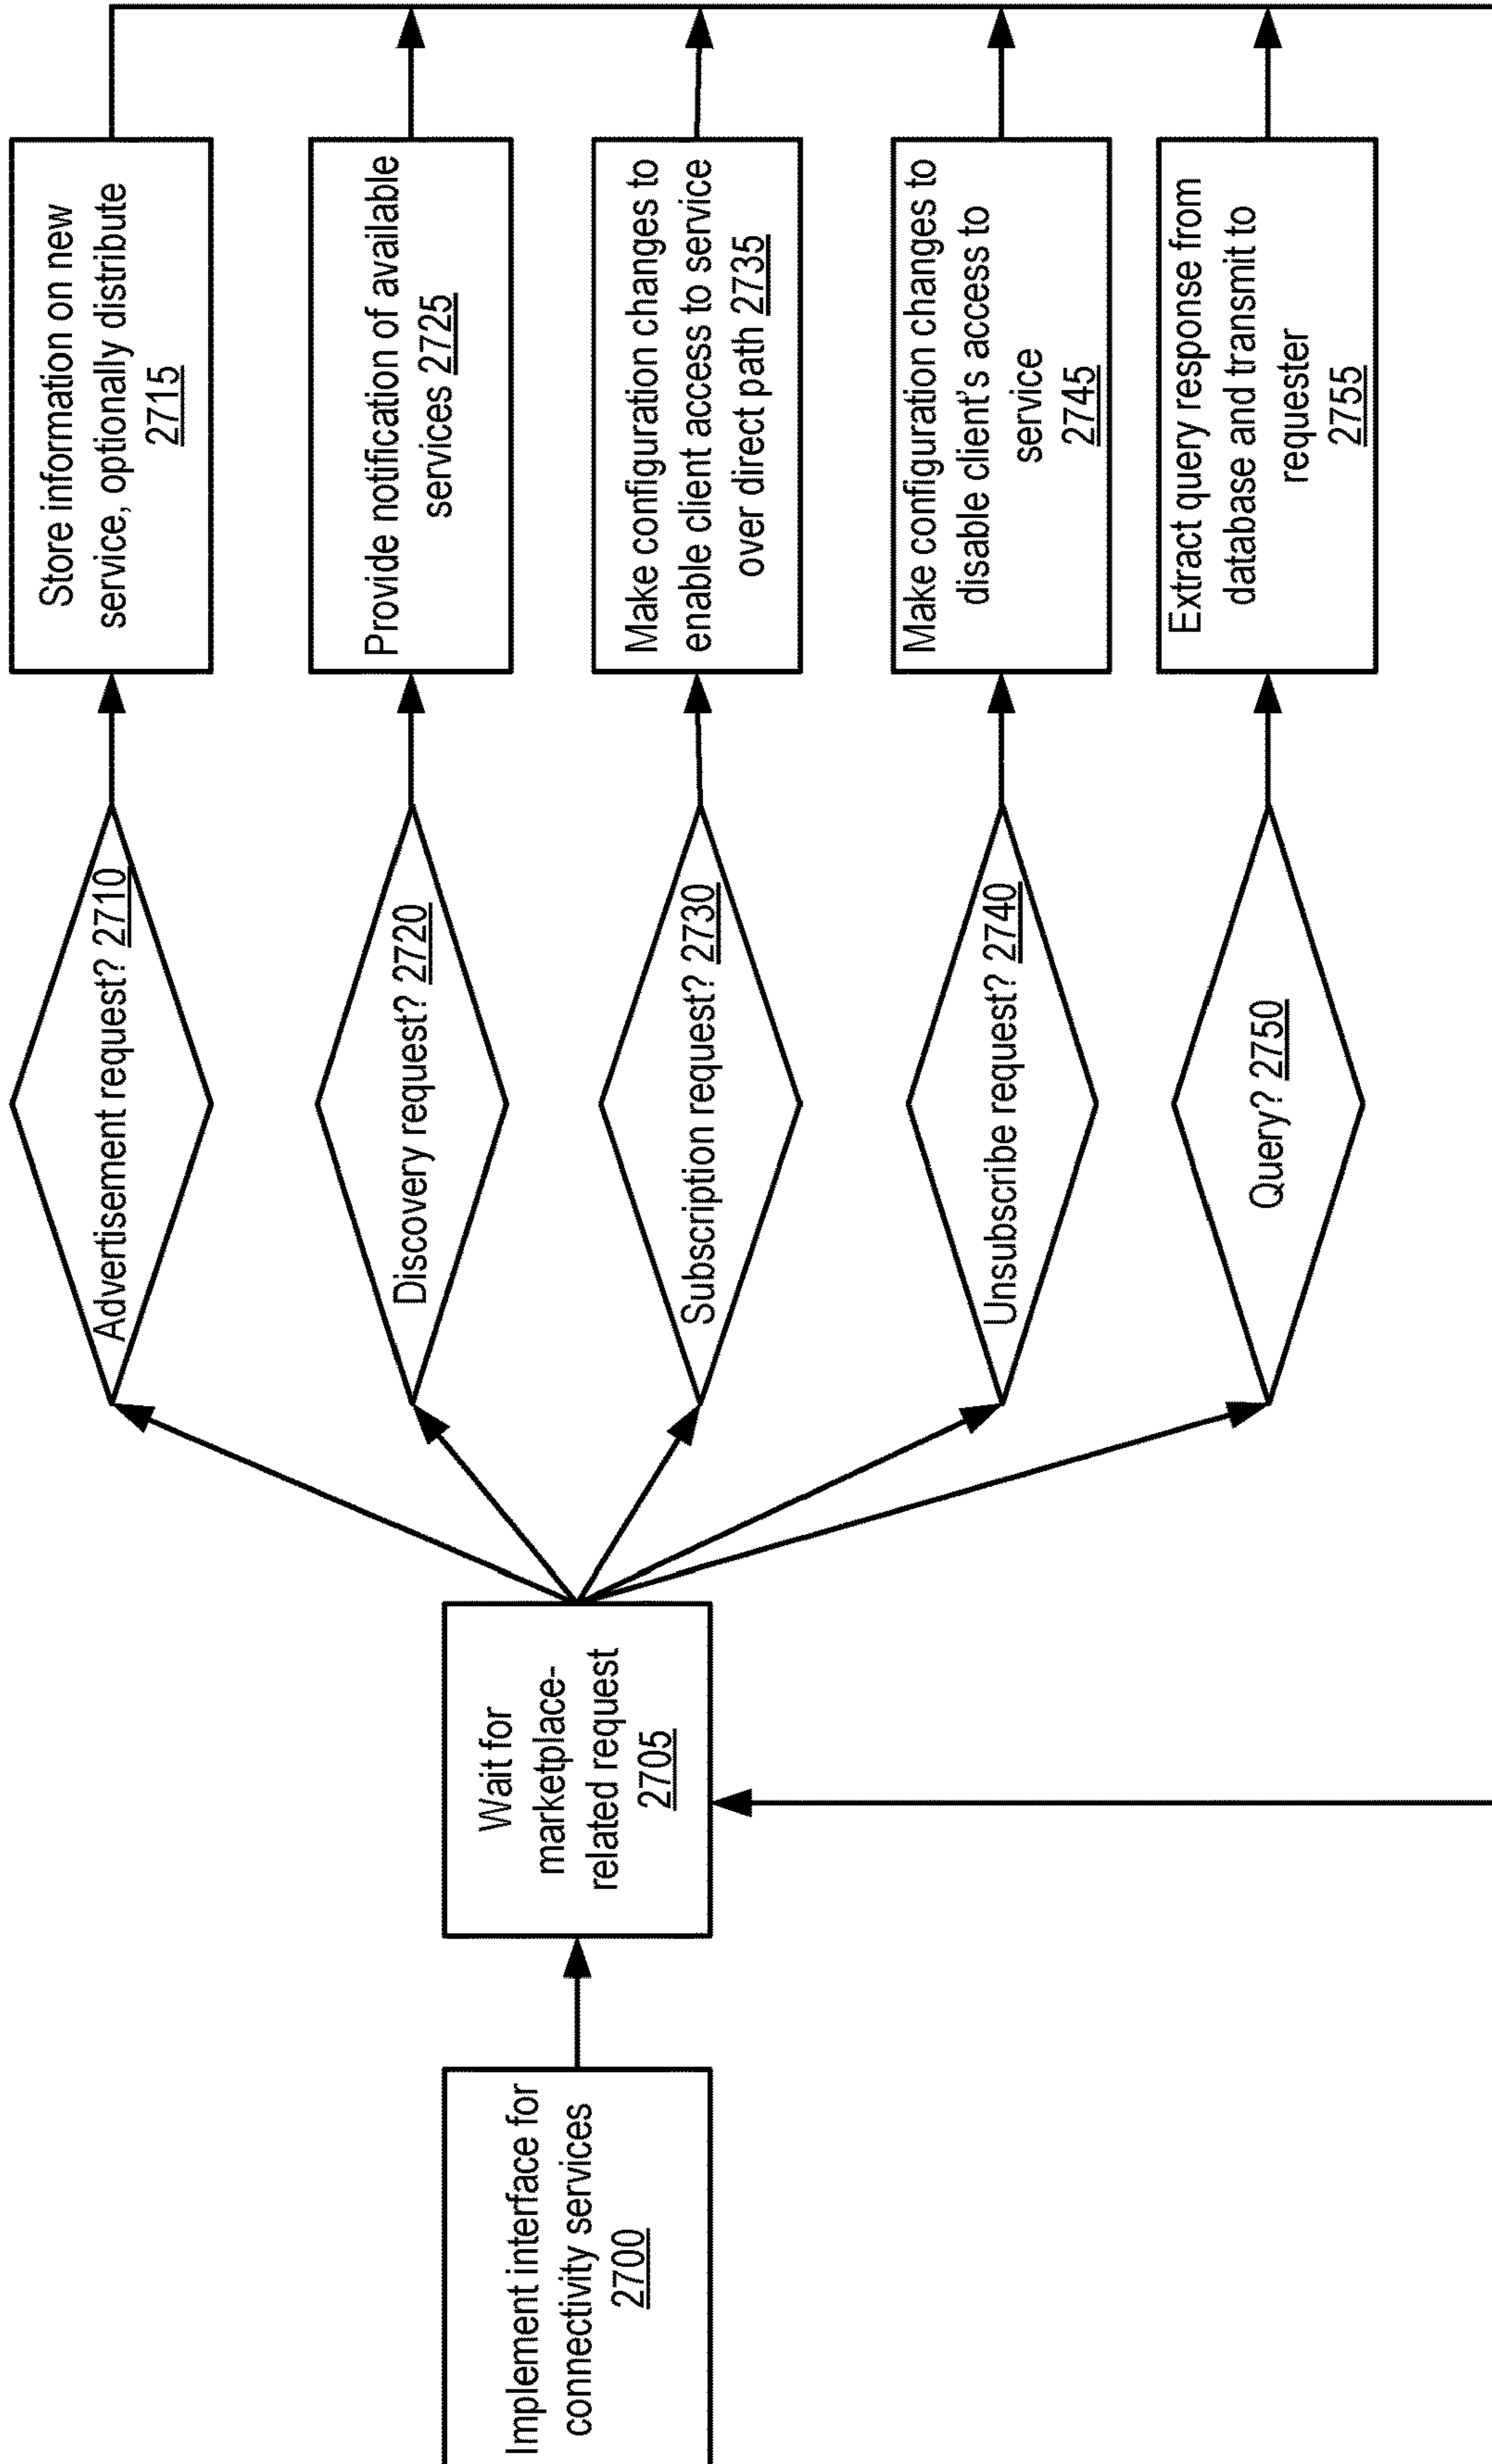 Implement interface for
connectivity services
2700
Wait for
marketplace-
related request
2705
Advertisement request? 2710
Store information on new
service, optionally distribute
2715
Discovery request? 2720
Provide notification of available
services 2725
Subscription request? 2730
Make configuration changes to
enable client access to service
over direct path 2735
Unsubscribe request? 2740
Make configuration changes to
disable client's access to
service
2745
Query? 2750
Extract query response from
database and transmit to
requester
2755